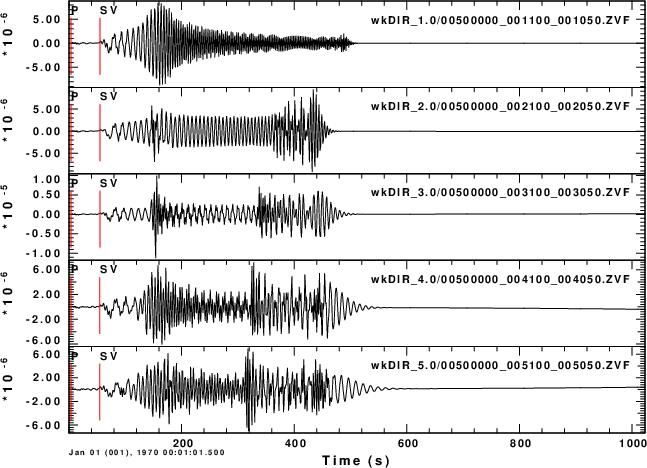 P SV
wkDIR_1.0/00500000_001100_001050.ZVF
*10 -6
5.00
0.00
-5.00
P SV
wkDIR_2.0/00500000_002100_002050.ZVF
*10 -6
5.00
0.00
-5.00
P SV
wkDIR_3.0/00500000_003100_003050.ZVF
*10 -5
1.00
0.50
0.00
-0.50
-1.00
P SV
wkDIR_4.0/00500000_004100_004050.ZVF
*10 -6
6.00
2.00
-2.00
-6.00
P SV
wkDIR_5.0/00500000_005100_005050.ZVF
*10 -6
6.00
2.00
-2.00
-6.00
200 400 600 800 1000
Jan 01 (001), 1970 00:01:01.500
Time (s)